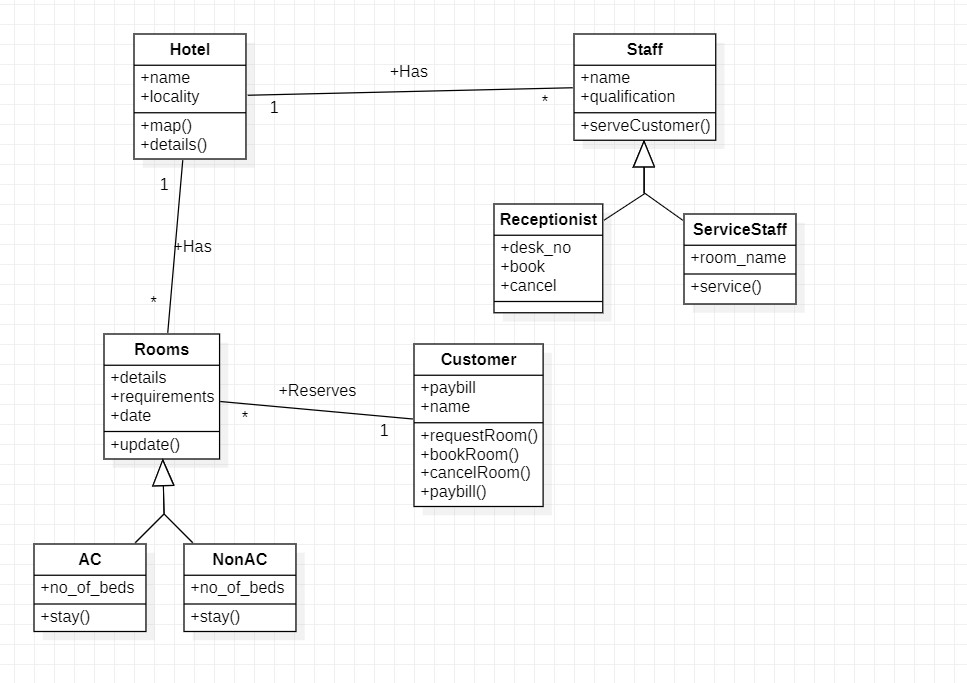 Hotel
+name
+locality
+map()
+details()
+Has
1
*
Staff
+name
+qualification
+serveCustomer()
1
+Has
*
Receptionist
+desk_no
+book
+cancel
ServiceStaff
+room_name
+service()
Rooms
+details
+requirements
+date
+update()
+Reserves
*
1
Customer
+paybill
+name
+requestRoom()
+bookRoom()
+cancelRoom()
+paybill()
AC
+no_of_beds
+stay()
NonAC
+no_of_beds
+stay()